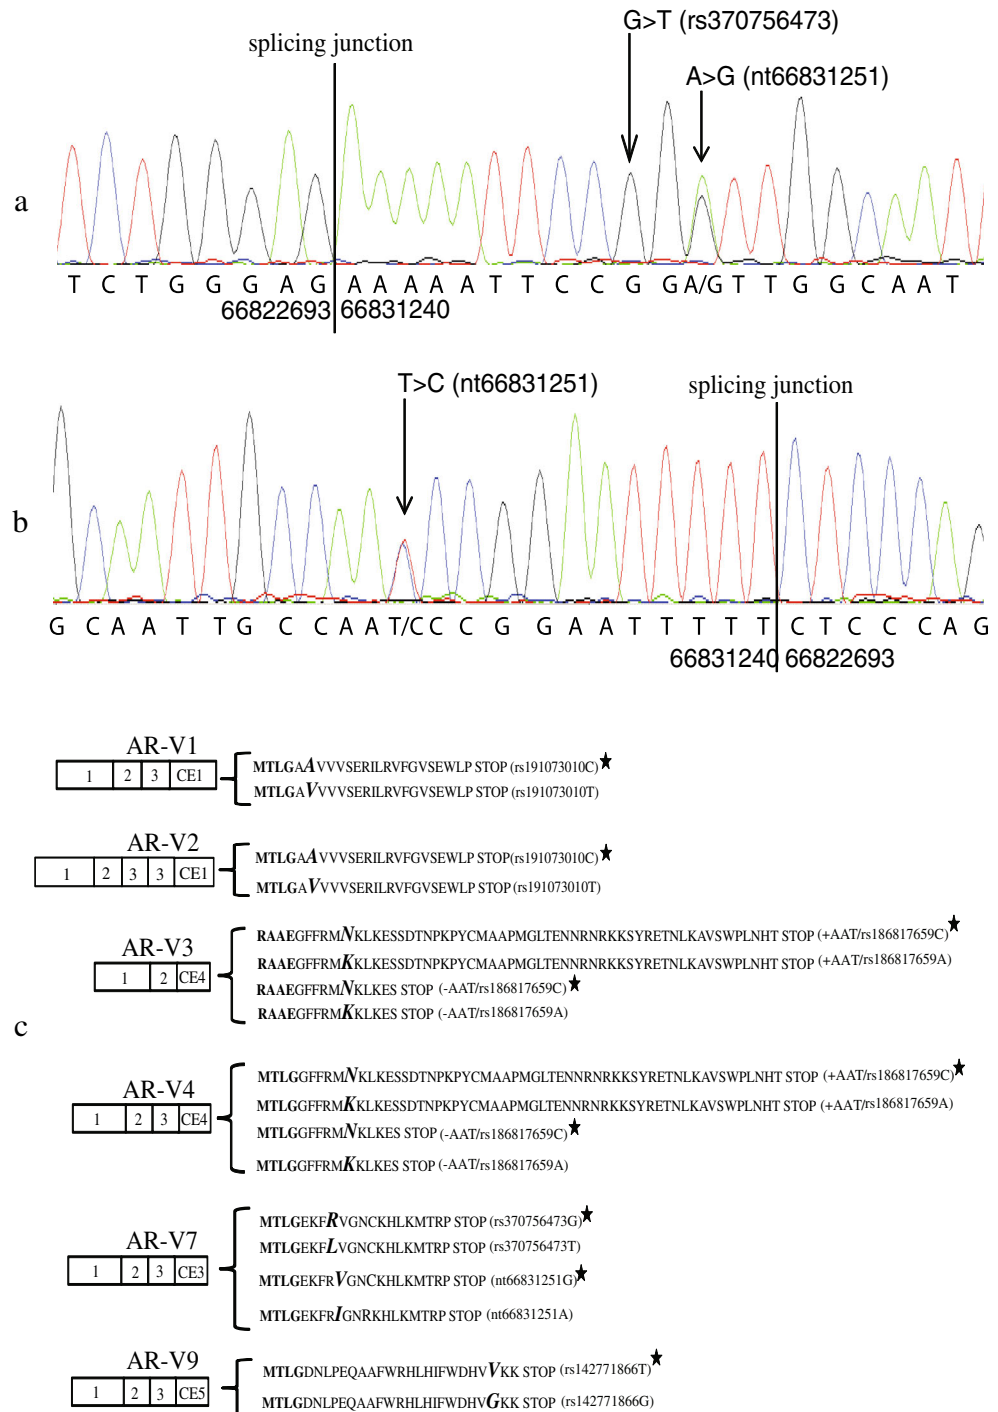 G>T (rs370756473)
splicing junction
A>G (nt66831251)
a
T C T G G G A G A A A A A T T C C G G A/G T T G G C A A T
66822693 66831240
T>C (nt66831251)
splicing junction
b
G C A A T T G C C A A T/C C C G G A A T T T T T C T C C C A G
66831240 66822693
c
AR-V1
1 2 3 CE1
MTLGAAVVVSERILRVFGVSEWLP STOP (rs191073010C)★
MTLGAVVVVSERILRVFGVSEWLP STOP (rs191073010T)
AR-V2
1 2 3 3 CE1
MTLGAAVVVSERILRVFGVSEWLP STOP(rs191073010C)★
MTLGAVVVVSERILRVFGVSEWLP STOP(rs191073010T)
AR-V3
1 2 CE4
RAAEGFFRMNKLKESSDTNPKPYCMAAPMGLTENNRNRKKSYRETNLKAVSWPLNHT STOP (+AAT/rs186817659C)★
RAAEGFFRMKKLKESSDTNPKPYCMAAPMGLTENNRNRKKSYRETNLKAVSWPLNHT STOP (+AAT/rs186817659A)
RAAEGFFRMNKLKES STOP (-AAT/rs186817659C)★
RAAEGFFRMKKLKES STOP (-AAT/rs186817659A)
AR-V4
1 2 3 CE4
MTLGGFFRMNKLKESSDTNPKPYCMAAPMGLTENNRNRKKSYRETNLKAVSWPLNHT STOP (+AAT/rs186817659C)★
MTLGGFFRMKKLKESSDTNPKPYCMAAPMGLTENNRNRKKSYRETNLKAVSWPLNHT STOP (+AAT/rs186817659A)
MTLGGFFRMNKLKES STOP (-AAT/rs186817659C)★
MTLGGFFRMKKLKES STOP (-AAT/rs186817659A)
AR-V7
1 2 3 CE3
MTLGEKFRVGNCKHLKMTRP STOP (rs370756473G)★
MTLGEKFLVGNCKHLKMTRP STOP (rs370756473T)
MTLGEKFRVGNCKHLKMTRP STOP (nt66831251G)★
MTLGEKFRIGNRKHLKMTRP STOP (nt66831251A)
AR-V9
1 2 3 CE5
MTLGDNLPEQAAFWRHLHIFWDHVVKK STOP (rs142771866T)★
MTLGDNLPEQAAFWRHLHIFWDHVGKK STOP (rs142771866G)